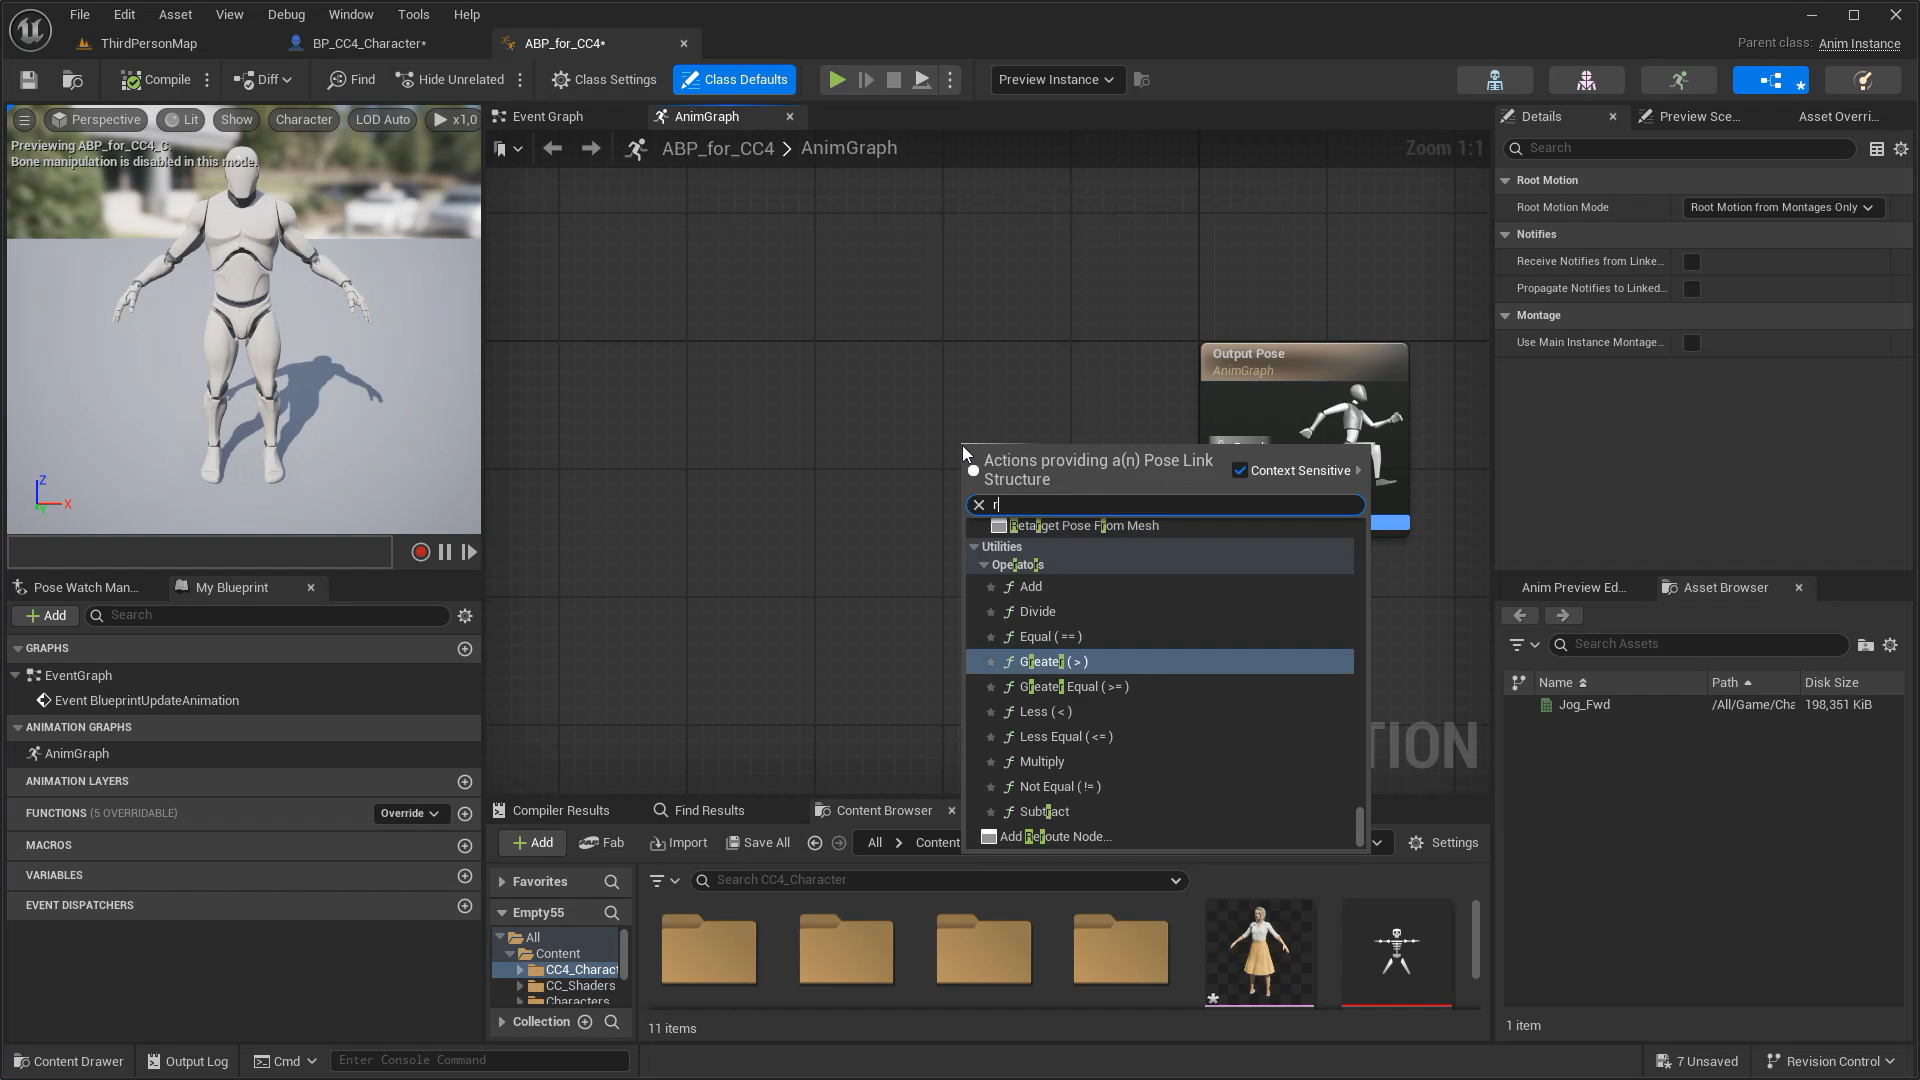 File Edit Asset View Debug Window Tools Help
ThirdPersonMap
BP_CC4_Character*
ABP_for_CC4*
Parent class: Anim Instance
Compile
Diff
Find
Hide Unrelated
Class Settings
Class Defaults
Preview Instance
Perspective
Lit
Show
Character
LOD Auto
x1,0
Previewing ABP_for_CC4_C.
Bone manipulation is disabled in this mode.
Z
X
Y
Event Graph
AnimGraph
ABP_for_CC4 > AnimGraph
Zoom 1:1
Output Pose
AnimGraph
Actions providing a(n) Pose Link
Structure
Context Sensitive
r
Retarget Pose From Mesh
Utilities
Operators
Add
Divide
Equal ( == )
Greater ( > )
Greater Equal ( >= )
Less ( < )
Less Equal ( <= )
Multiply
Not Equal ( != )
Subtract
Add Reroute Node...
TION
Details
Preview Sce...
Asset Overri...
Search
Root Motion
Root Motion Mode
Root Motion from Montages Only
Notifies
Receive Notifies from Linke...
Propagate Notifies to Linked...
Montage
Use Main Instance Montage...
Pose Watch Man...
My Blueprint
Add
Search
GRAPHS
EventGraph
Event BlueprintUpdateAnimation
ANIMATION GRAPHS
AnimGraph
ANIMATION LAYERS
FUNCTIONS (5 OVERRIDABLE)
Override
MACROS
VARIABLES
EVENT DISPATCHERS
Compiler Results
Find Results
Content Browser
Add
Fab
Import
Save All
All > Content
Settings
Favorites
Empty55
All
Content
CC4_Charact
CC_Shaders
Characters
Collection
Search CC4_Character
11 items
Anim Preview Ed...
Asset Browser
Search Assets
Name
Path
Disk Size
Jog_Fwd
/All/Game/Cha
198,351 KiB
1 item
Content Drawer
Output Log
Cmd
Enter Console Command
7 Unsaved
Revision Control